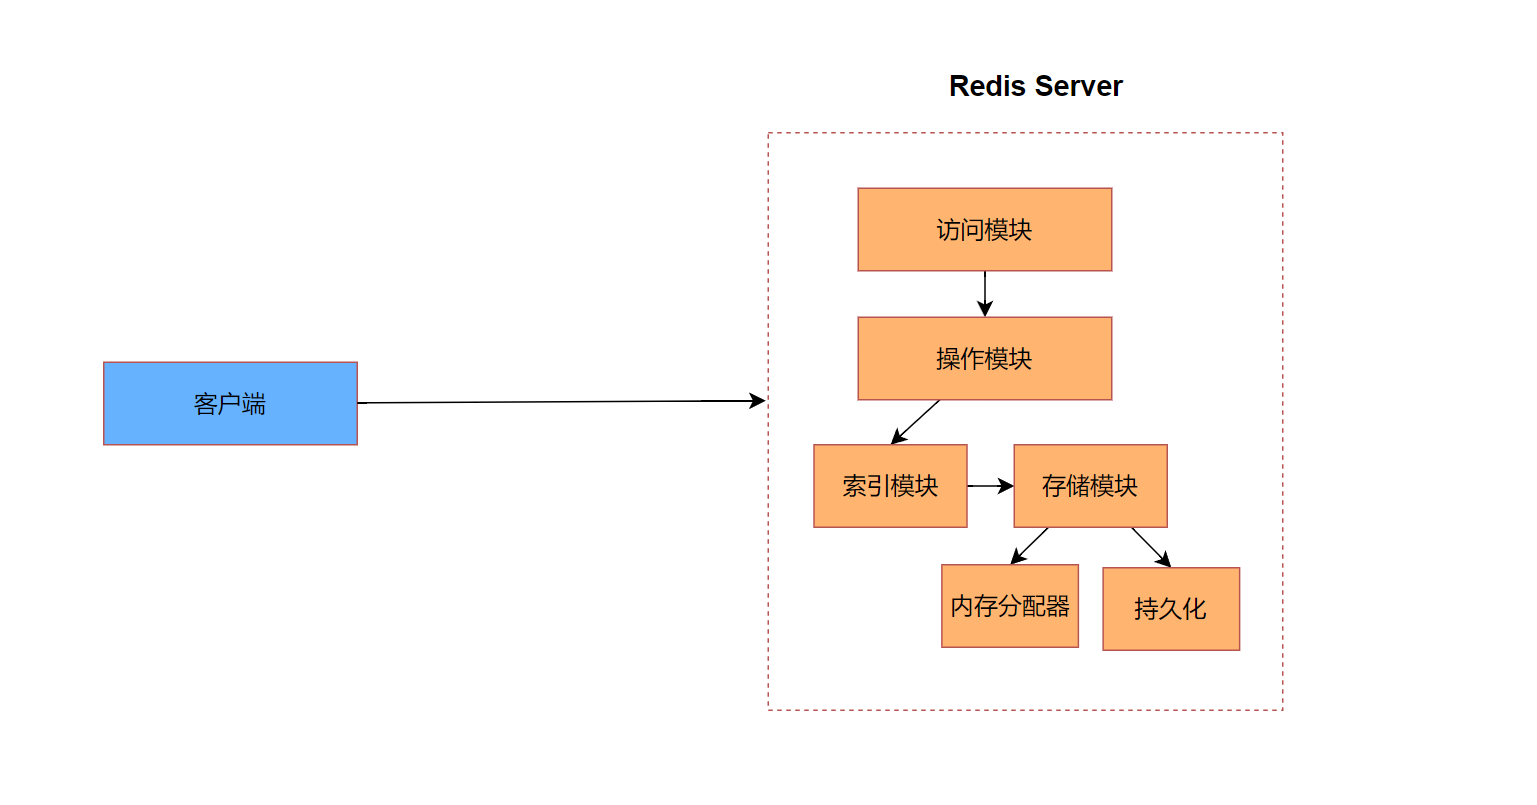 Redis Server
访问模块
操作模块
客户端
索引模块
存储模块
内存分配器
持久化